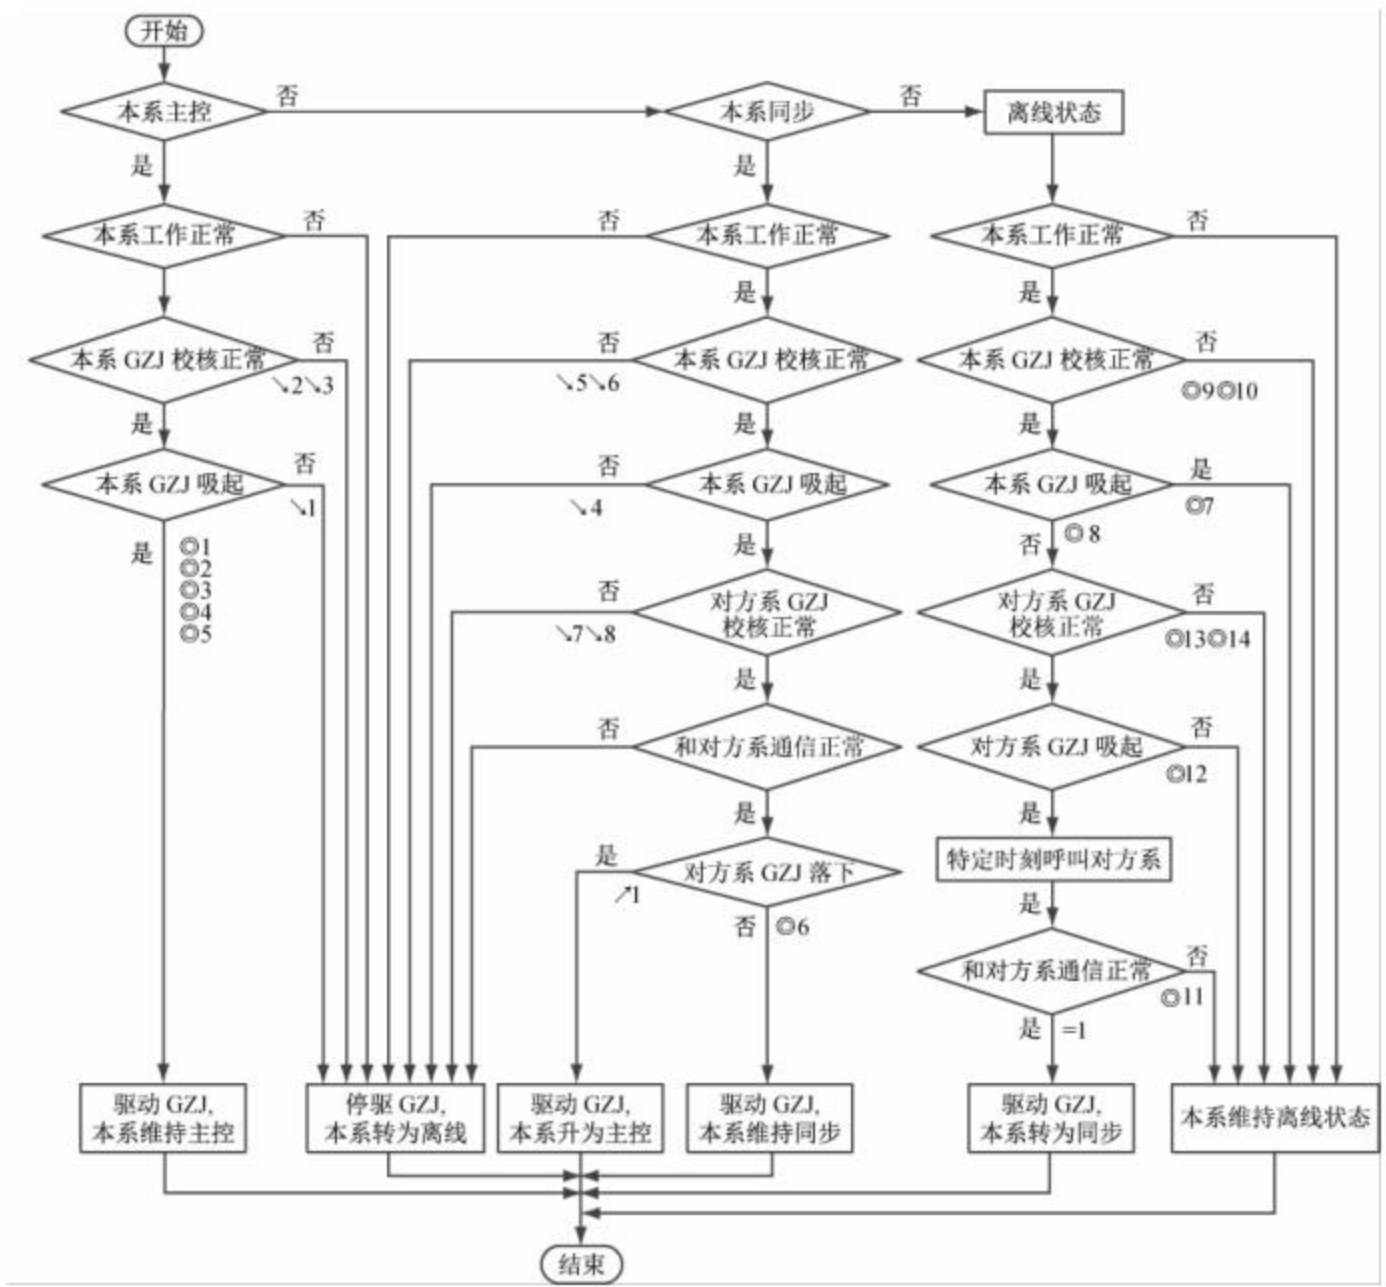 开始
本系主控
否
本系同步
否
离线状态
是
是
本系工作正常
否
否
本系工作正常
本系工作正常
否
是
是
本系 GZJ 校核正常
否
↘2↘3
否
↘5↘6
本系 GZJ 校核正常
本系 GZJ 校核正常
否
◎9◎10
是
是
是
本系 GZJ 吸起
否
↘1
否
↘4
本系 GZJ 吸起
本系 GZJ 吸起
是
◎7
是
◎1
◎2
◎3
◎4
◎5
是
否
◎8
否
↘7↘8
对方系 GZJ
校核正常
对方系 GZJ
校核正常
否
◎13◎14
是
是
否
和对方系通信正常
对方系 GZJ 吸起
否
◎12
是
是
是
↗1
对方系 GZJ 落下
特定时刻呼叫对方系
否
◎6
是
和对方系通信正常
否
◎11
是
=1
驱动 GZJ,
本系维持主控
停驱 GZJ,
本系转为离线
驱动 GZJ,
本系升为主控
驱动 GZJ,
本系维持同步
驱动 GZJ,
本系转为同步
本系维持离线状态
结束